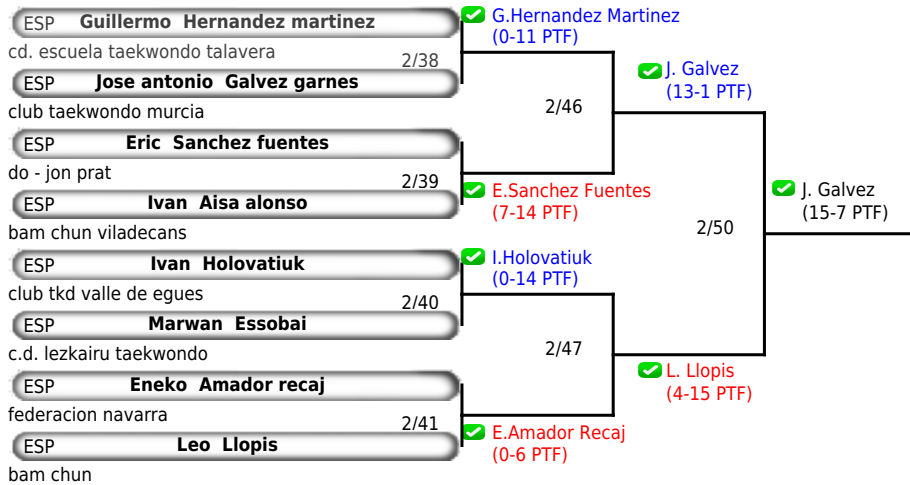 ESP Guillermo Hernandez martinez
cd. escuela taekwondo talavera
2/38
ESP Jose antonio Galvez garnes
club taekwondo murcia
ESP Eric Sanchez fuentes
do - jon prat
2/39
ESP Ivan Aisa alonso
bam chun viladecans
ESP Ivan Holovatiuk
club tkd valle de egues
2/40
ESP Marwan Essobai
c.d. lezkairu taekwondo
ESP Eneko Amador recaj
federacion navarra
2/41
ESP Leo Llopis
bam chun
G.Hernandez Martinez
(0-11 PTF)
2/46
E.Sanchez Fuentes
(7-14 PTF)
I.Holovatiuk
(0-14 PTF)
2/47
E.Amador Recaj
(0-6 PTF)
J. Galvez
(13-1 PTF)
2/50
L. Llopis
(4-15 PTF)
J. Galvez
(15-7 PTF)